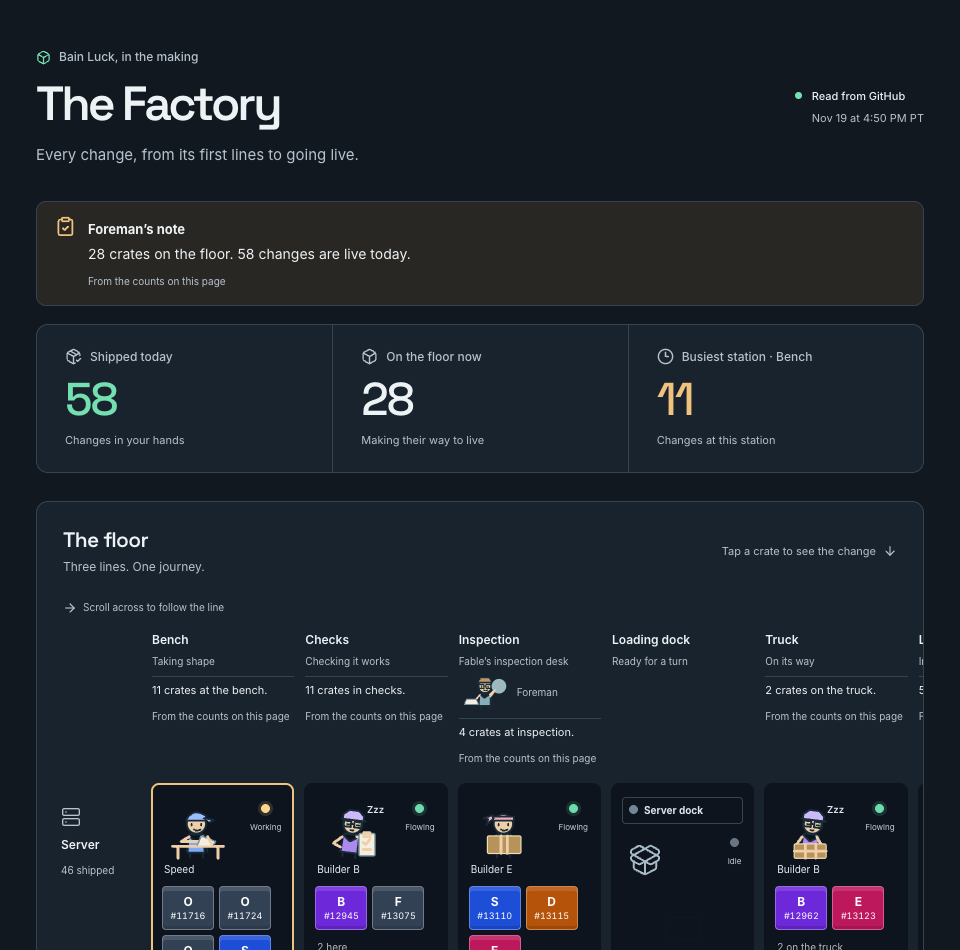 Bain Luck, in the making
The Factory
Every change, from its first lines to going live.
Read from GitHub
Nov 19 at 4:50 PM PT
Foreman's note
28 crates on the floor. 58 changes are live today.
From the counts on this page
Shipped today
58
Changes in your hands
On the floor now
28
Making their way to live
Busiest station · Bench
11
Changes at this station
The floor
Three lines. One journey.
Tap a crate to see the change
Scroll across to follow the line
Bench
Taking shape
11 crates at the bench.
From the counts on this page
Checks
Checking it works
11 crates in checks.
From the counts on this page
Inspection
Fable's inspection desk
Foreman
4 crates at inspection.
From the counts on this page
Loading dock
Ready for a turn
Truck
On its way
2 crates on the truck.
From the counts on this page
Server
46 shipped
Working
Speed
O
#11716
O
#11724
O
S
Zzz
Flowing
Builder B
B
#12945
F
#13075
2 here
Flowing
Builder E
S
#13110
D
#13115
Server dock
Idle
Zzz
Flowing
Builder B
B
#12962
E
#13123
2 on the truck